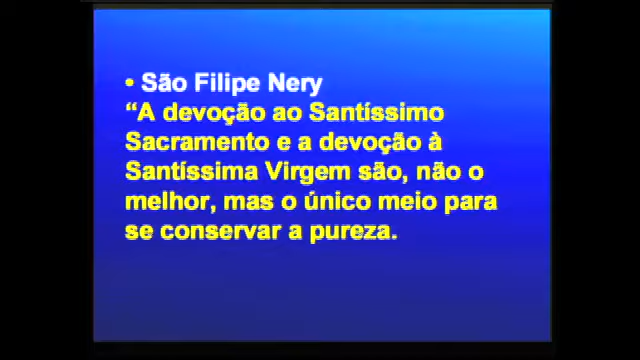 • São Filipe Nery
“A devoção ao Santíssimo
Sacramento e a devoção à
Santíssima Virgem são, não o
melhor, mas o único meio para
se conservar a pureza.